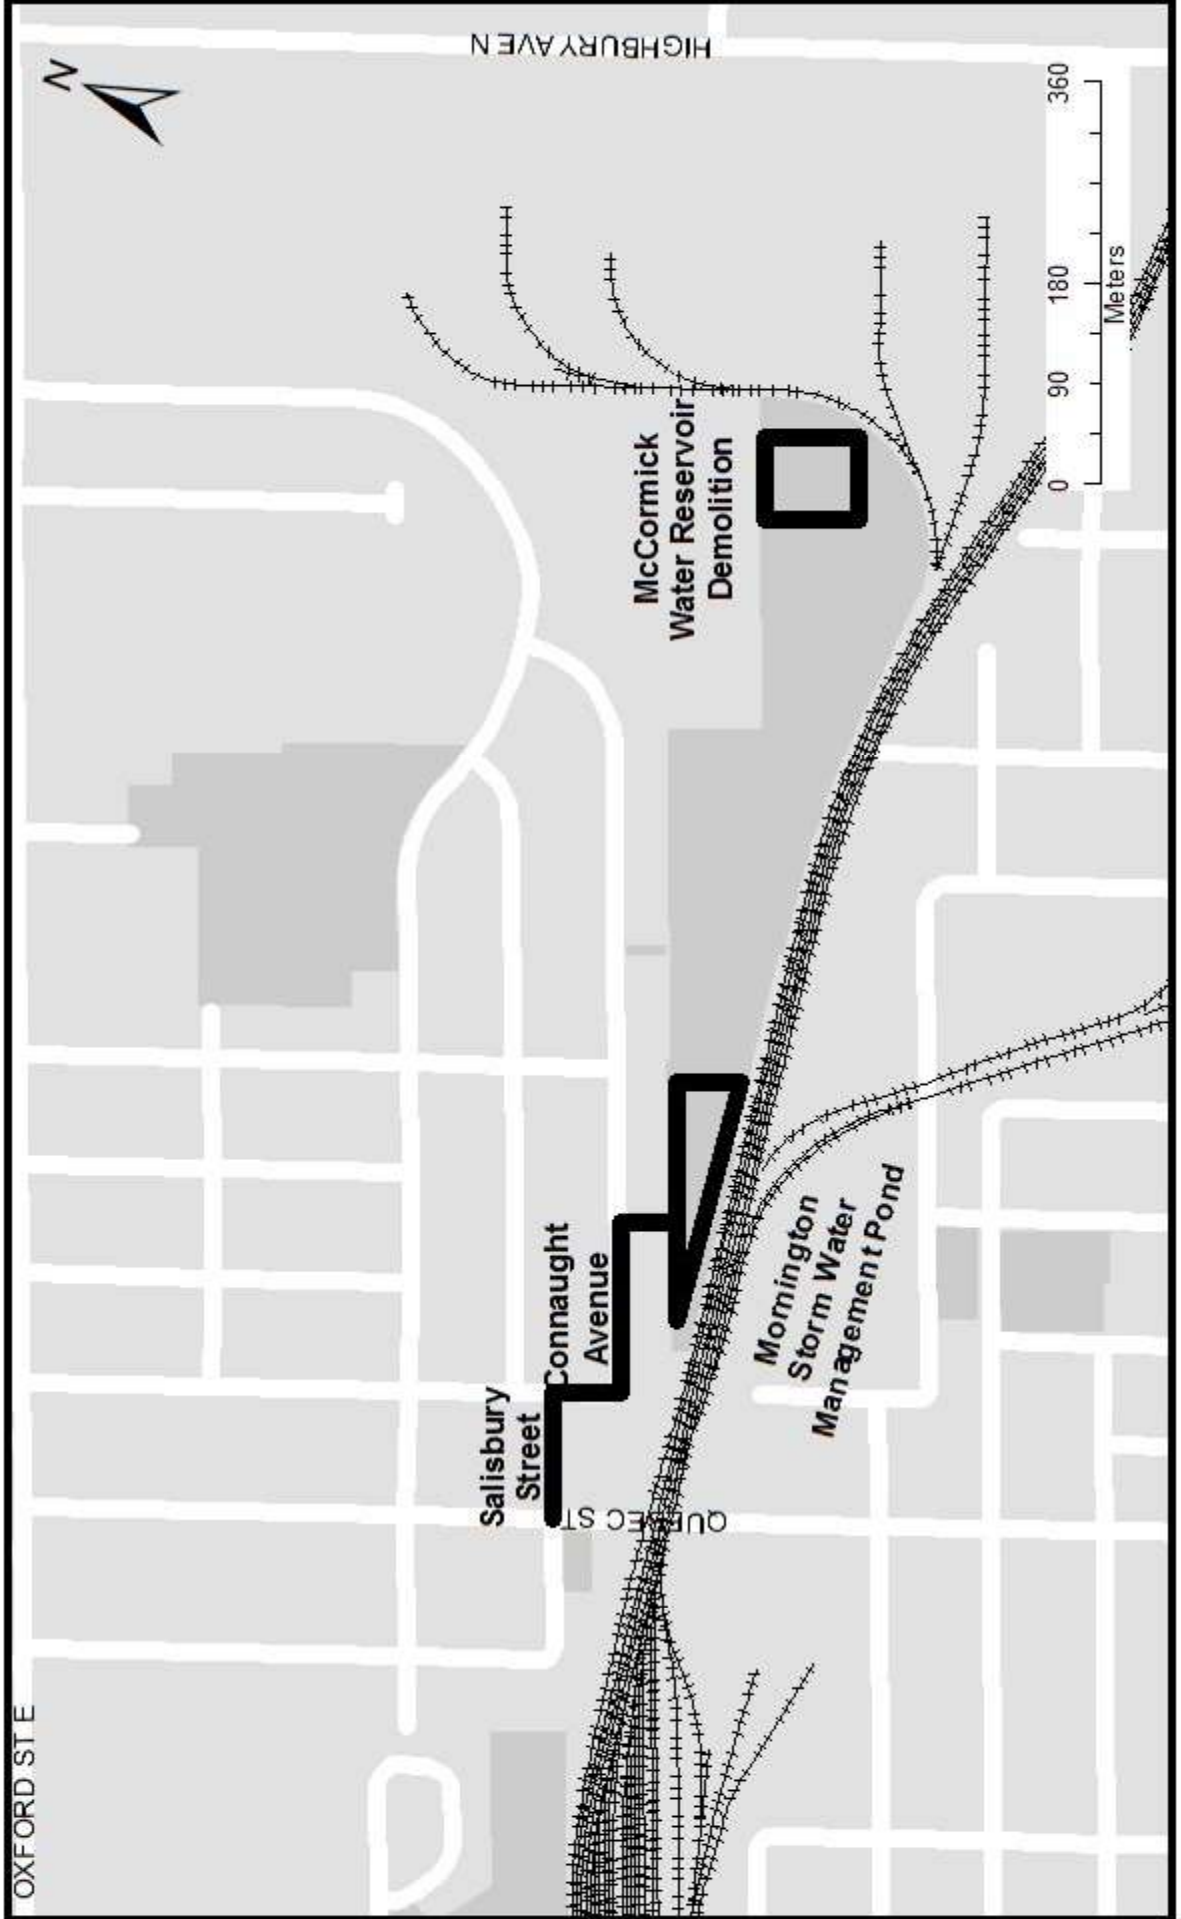 OXFORD ST E
HIGHBURY AVE N
N
McCormick
Water Reservoir
Demolition
Connaught
Avenue
Salisbury
Street
QUEBEC ST
Mornington
Storm Water
Management Pond
0 90 180 360
Meters